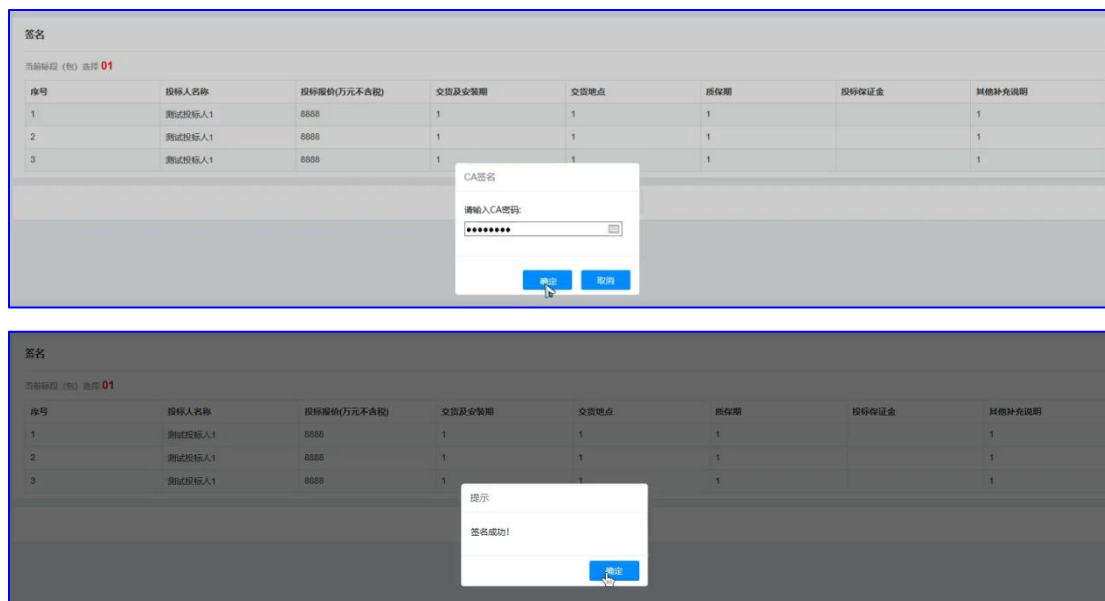 签名
当前标段（包）选择 01
序号 投标人名称 投标报价(万元不含税) 交货及安装期 交货地点 质保期 投标保证金 其他补充说明
1 测试投标人1 8888 1 1 1 1
2 测试投标人1 8888 1 1 1 1
3 测试投标人1 8888 1 1 1 1
CA签名
请输入CA密码:
••••••••
确定 取消
签名
当前标段（包）选择 01
序号 投标人名称 投标报价(万元不含税) 交货及安装期 交货地点 质保期 投标保证金 其他补充说明
1 测试投标人1 8888 1 1 1 1
2 测试投标人1 8888 1 1 1 1
3 测试投标人1 8888 1 1 1 1
提示
签名成功!
确定